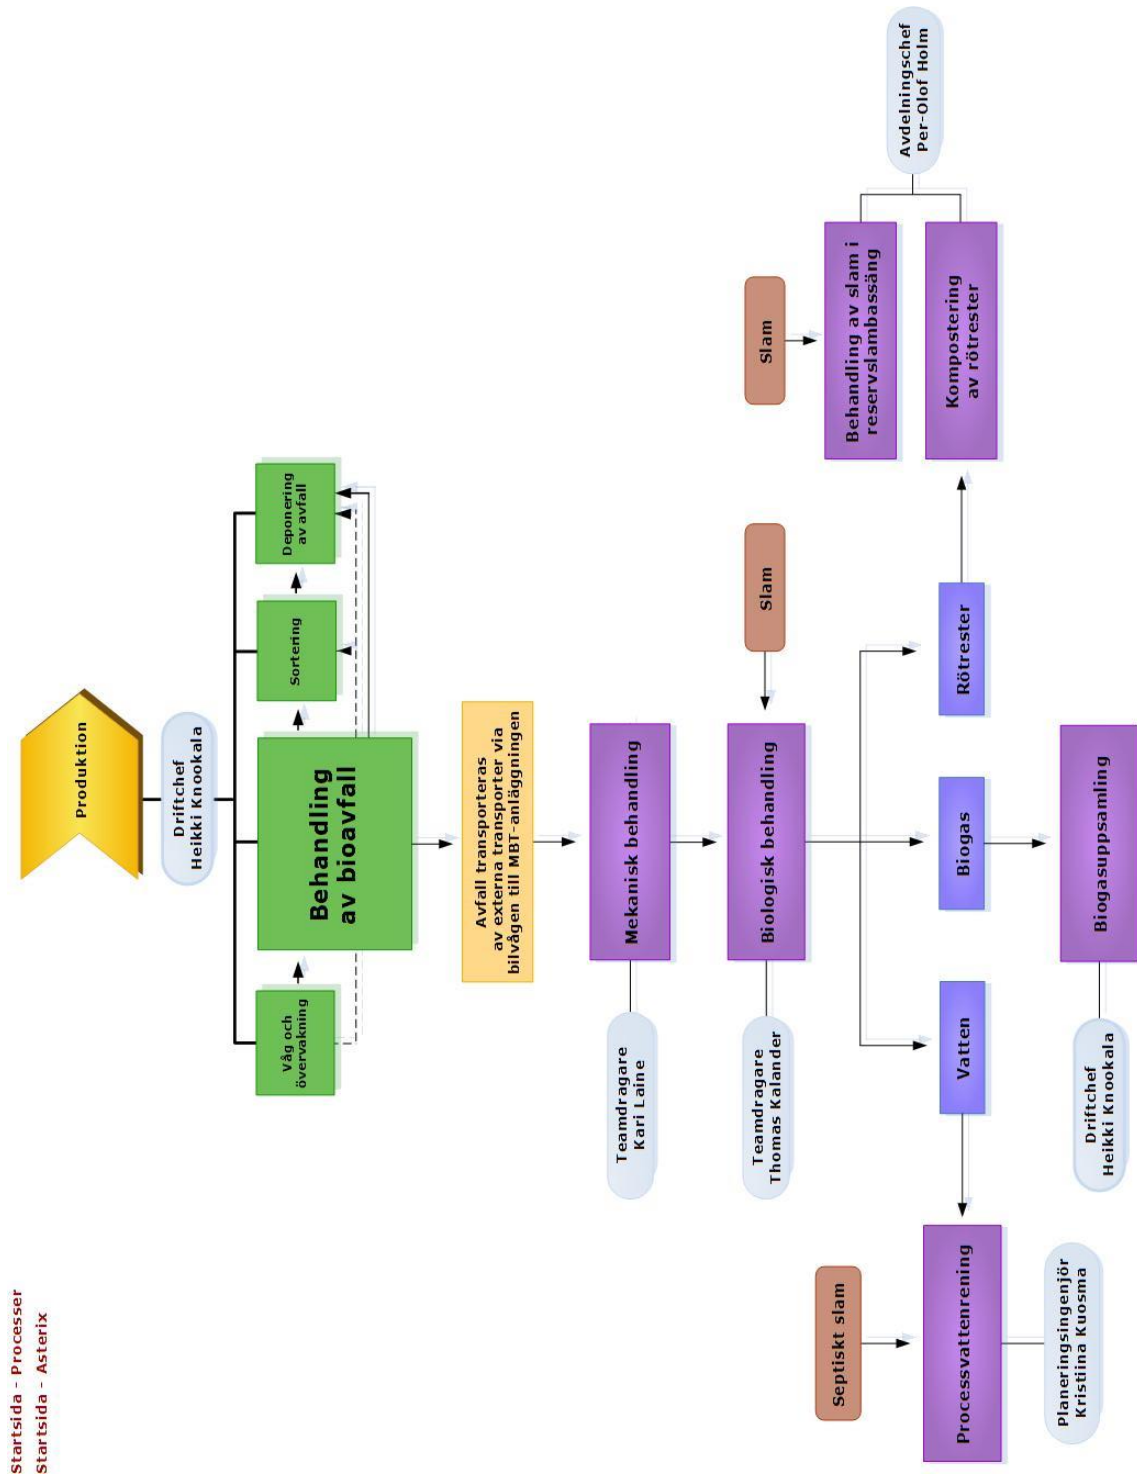 Startsida - Processer
Startsida - Asterix
Produktion
Driftchef
Heikki Knookala
Våg och
övervakning
Behandling
av bioavfall
Sortering
Deponering
av avfall
Avfall transporteras
av externa transporter via
bilvågen till MBT-anläggningen
Teamdragare
Kari Laine
Mekanisk behandling
Teamdragare
Thomas Kalander
Biologisk behandling
Slam
Slam
Septiskt slam
Behandling av slam i
reservslambassäng
Avdelningschef
Per-Olof Holm
Processvattenrening
Vatten
Biogas
Rötrester
Kompostering
av rötrester
Planeringsingenjör
Kristiina Kuosma
Driftchef
Heikki Knookala
Biogasuppsamling